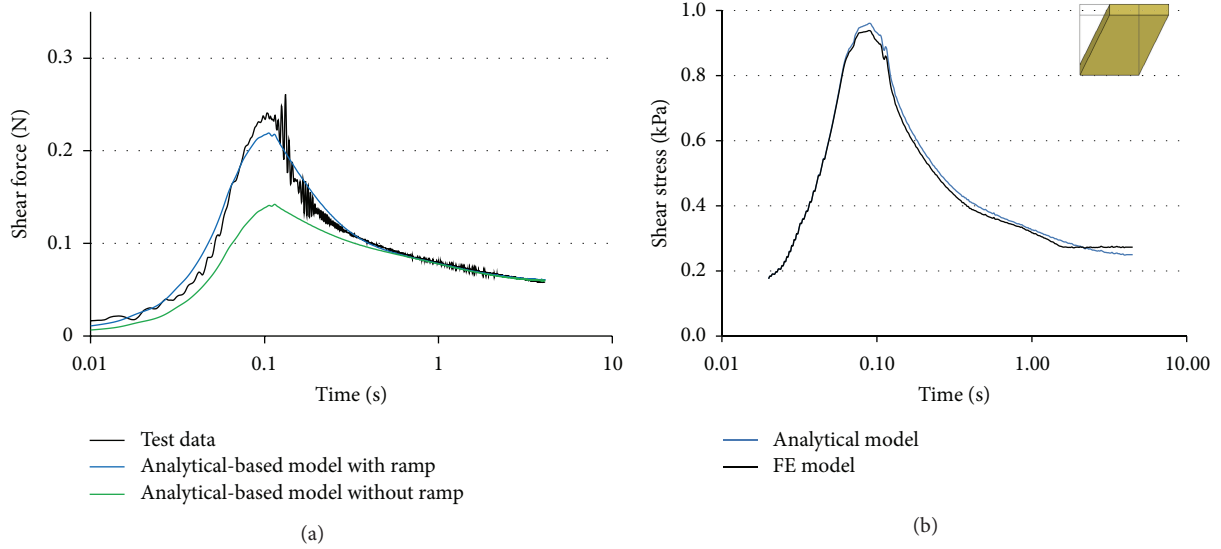 0.3
0.2
0.1
0
Shear force (N)
0.01
0.1
1
10
Time (s)
Test data
Analytical-based model with ramp
Analytical-based model without ramp
(a)
1.0
0.8
0.6
0.4
0.2
0.0
Shear stress (kPa)
0.01
0.10
1.00
10.00
Time (s)
Analytical model
FE model
(b)